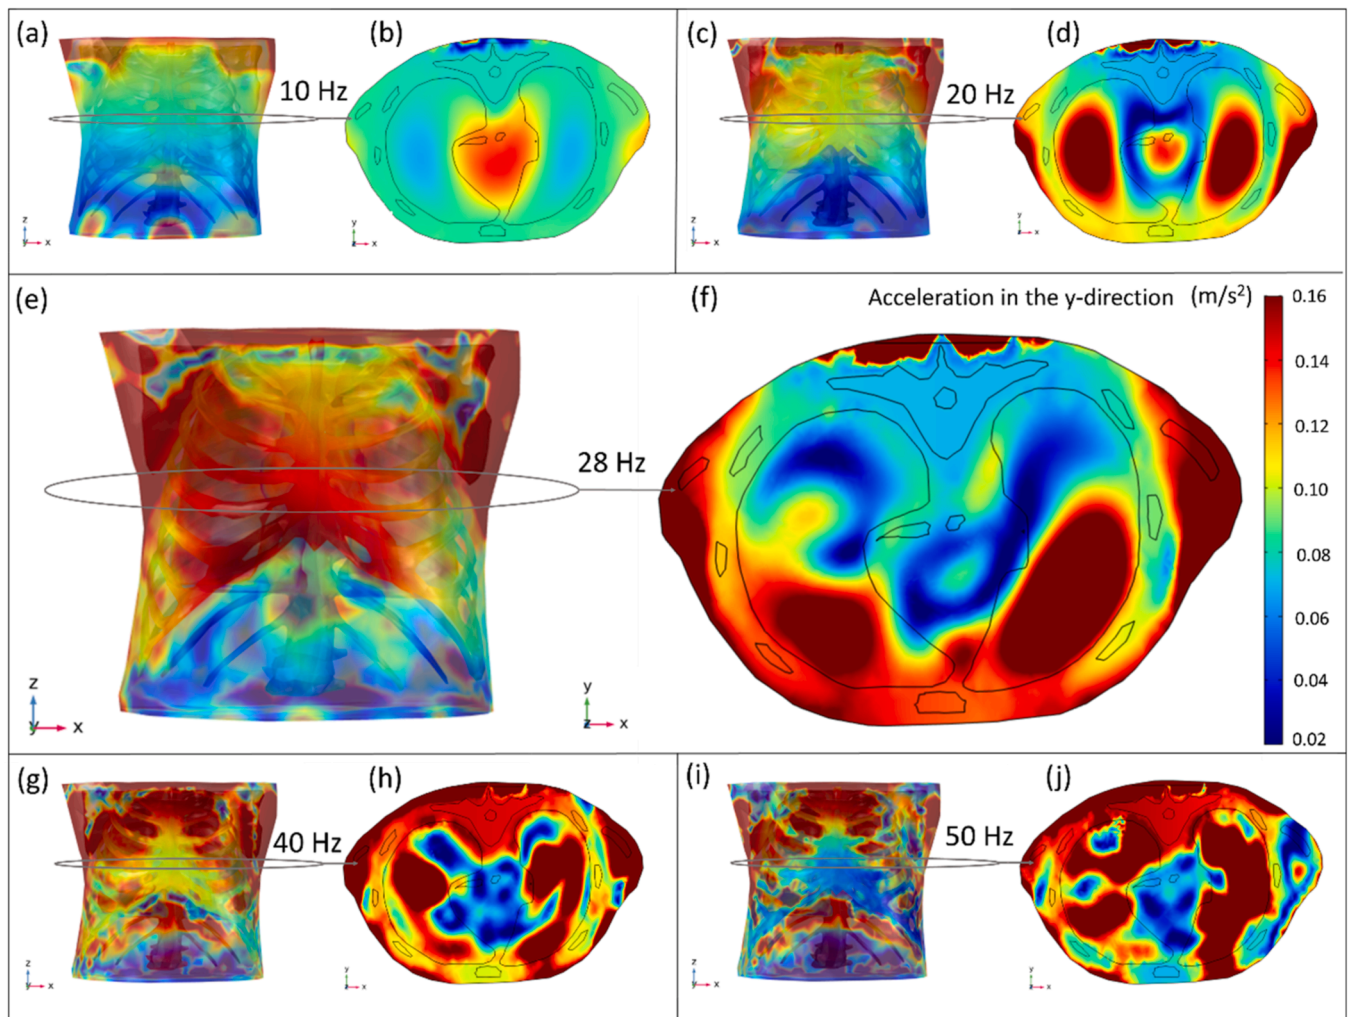 (a)
10 Hz
(b)
z
y
x
y
z
x
(c)
20 Hz
(d)
z
y
x
y
z
x
(e)
28 Hz
(f)
Acceleration in the y-direction (m/s²)
0.16
0.14
0.12
0.10
0.08
0.06
0.04
0.02
z
y
x
y
z
x
(g)
40 Hz
(h)
z
y
x
y
z
x
(i)
50 Hz
(j)
z
y
x
y
z
x